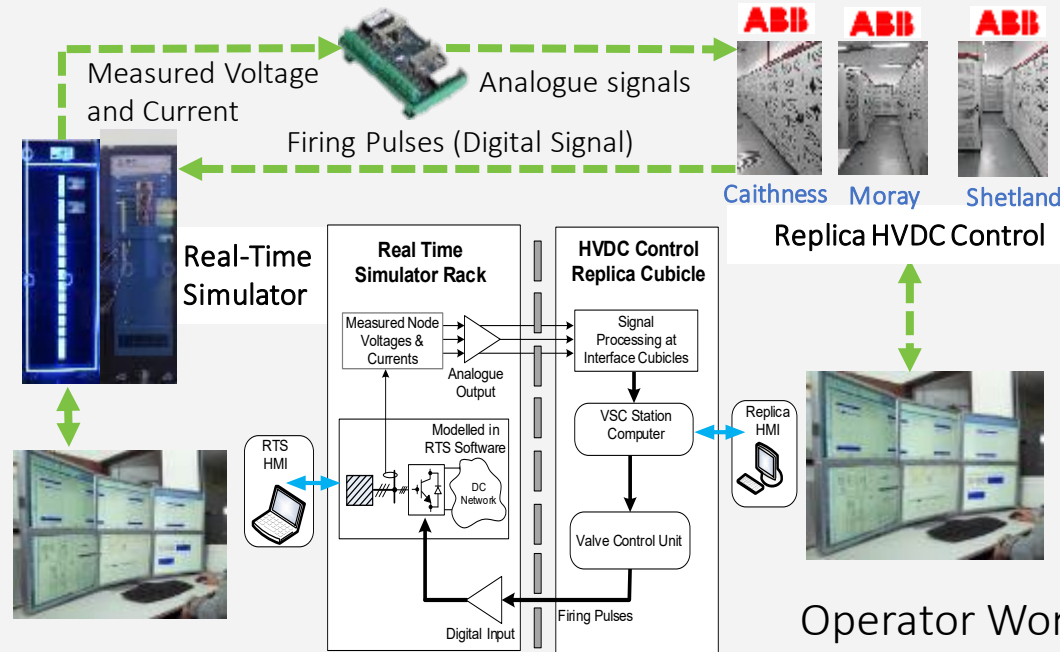 ABB
ABB
ABB
Measured Voltage
and Current
Analogue signals
Firing Pulses (Digital Signal)
Caithness
Moray
Shetland
Replica HVDC Control
Real-Time
Simulator
Real Time
Simulator Rack
HVDC Control
Replica Cubicle
Measured Node
Voltages &
Currents
Analogue
Output
Signal
Processing at
Interface Cubicles
VSC Station
Computer
Replica
HMI
RTS
HMI
Modelled in
RTS Software
DC
Network
Valve Control Unit
Digital Input
Firing Pulses
Operator Wor